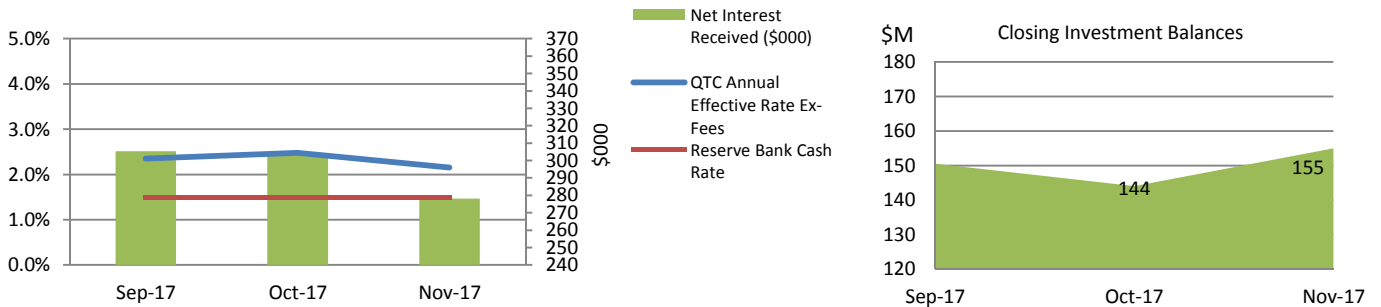 5.0%
4.0%
3.0%
2.0%
1.0%
0.0%
Sep-17
Oct-17
Nov-17
370
360
350
340
330
320
310
300
290
280
270
260
250
240
$000
Net Interest
Received ($000)
QTC Annual
Effective Rate Ex-
Fees
Reserve Bank Cash
Rate
$M
Closing Investment Balances
180
170
160
150
140
130
120
144
155
Sep-17
Oct-17
Nov-17